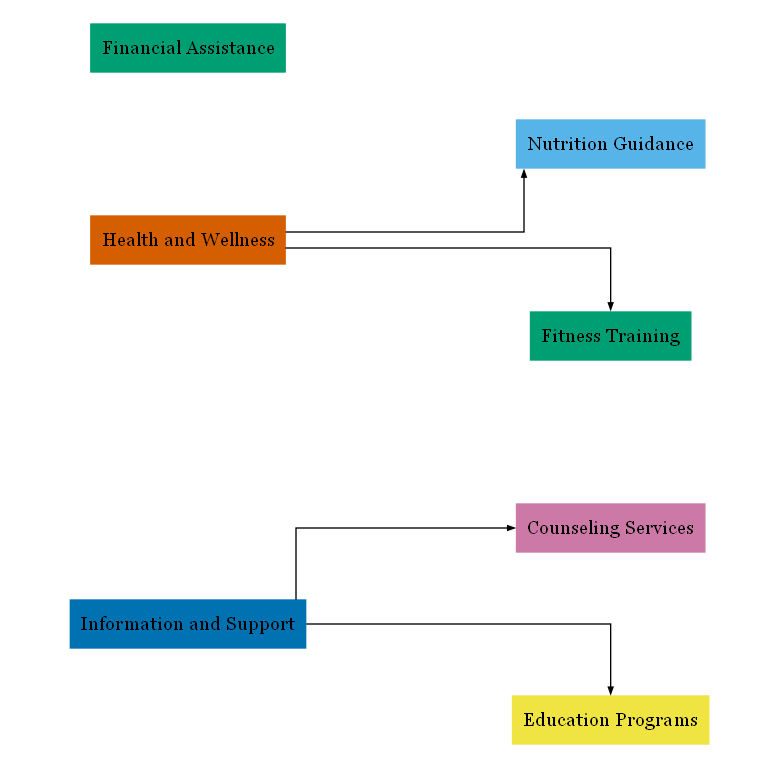 Financial Assistance
Nutrition Guidance
Health and Wellness
Fitness Training
Counseling Services
Information and Support
Education Programs